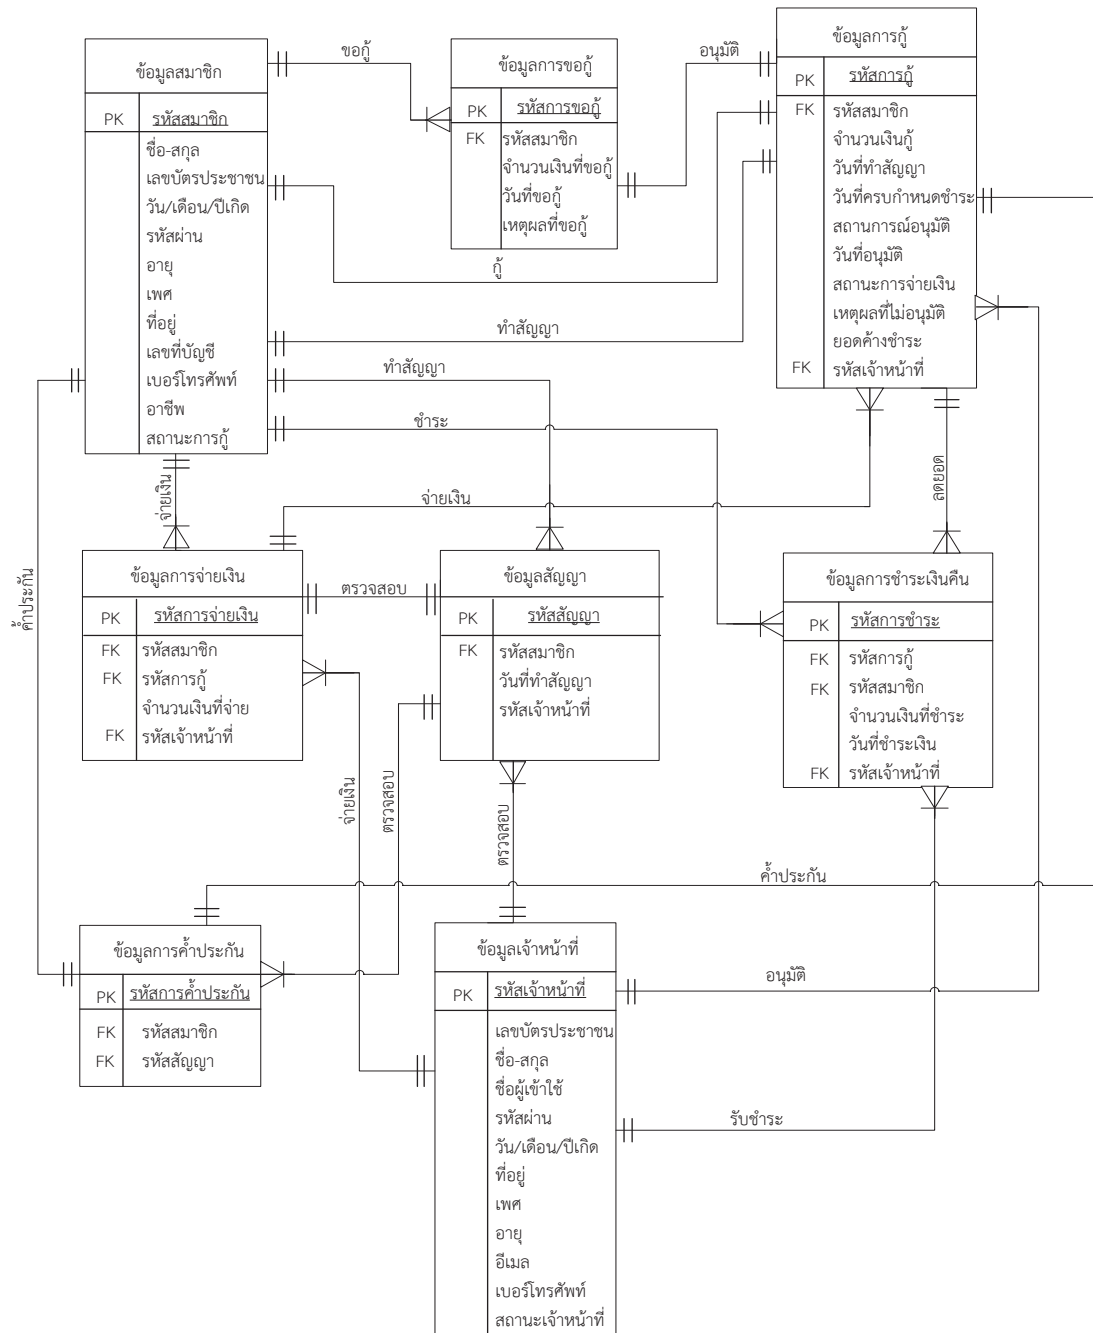 ข้อมูลสมาชิก
PK รหัสสมาชิก
ชื่อ-สกุล
เลขบัตรประชาชน
วัน/เดือน/ปีเกิด
รหัสผ่าน
อายุ
เพศ
ที่อยู่
เลขที่บัญชี
เบอร์โทรศัพท์
อาชีพ
สถานะการกู้
ขอกู้
ข้อมูลการขอกู้
PK รหัสการขอกู้
FK รหัสสมาชิก
จำนวนเงินที่ขอกู้
วันที่ขอกู้
เหตุผลที่ขอกู้
อนุมัติ
ข้อมูลการกู้
PK รหัสการกู้
FK รหัสสมาชิก
จำนวนเงินกู้
วันที่ทำสัญญา
วันที่ครบกำหนดชำระ
สถานการณ์อนุมัติ
วันที่อนุมัติ
สถานะการจ่ายเงิน
เหตุผลที่ไม่อนุมัติ
ยอดค้างชำระ
FK รหัสเจ้าหน้าที่
กู้
ทำสัญญา
ทำสัญญา
ชำระ
จ่ายเงิน
จ่ายเงิน
ลดยอด
ค้ำประกัน
ข้อมูลการจ่ายเงิน
PK รหัสการจ่ายเงิน
FK รหัสสมาชิก
FK รหัสการกู้
จำนวนเงินที่จ่าย
FK รหัสเจ้าหน้าที่
ตรวจสอบ
ข้อมูลสัญญา
PK รหัสสัญญา
FK รหัสสมาชิก
วันที่ทำสัญญา
รหัสเจ้าหน้าที่
ข้อมูลการชำระเงินคืน
PK รหัสการชำระ
FK รหัสการกู้
FK รหัสสมาชิก
จำนวนเงินที่ชำระ
วันที่ชำระเงิน
FK รหัสเจ้าหน้าที่
จ่ายเงิน
ตรวจสอบ
ตรวจสอบ
ค้ำประกัน
ข้อมูลการค้ำประกัน
PK รหัสการค้ำประกัน
FK รหัสสมาชิก
FK รหัสสัญญา
ข้อมูลเจ้าหน้าที่
PK รหัสเจ้าหน้าที่
เลขบัตรประชาชน
ชื่อ-สกุล
ชื่อผู้เข้าใช้
รหัสผ่าน
วัน/เดือน/ปีเกิด
ที่อยู่
เพศ
อายุ
อีเมล
เบอร์โทรศัพท์
สถานะเจ้าหน้าที่
อนุมัติ
รับชำระ